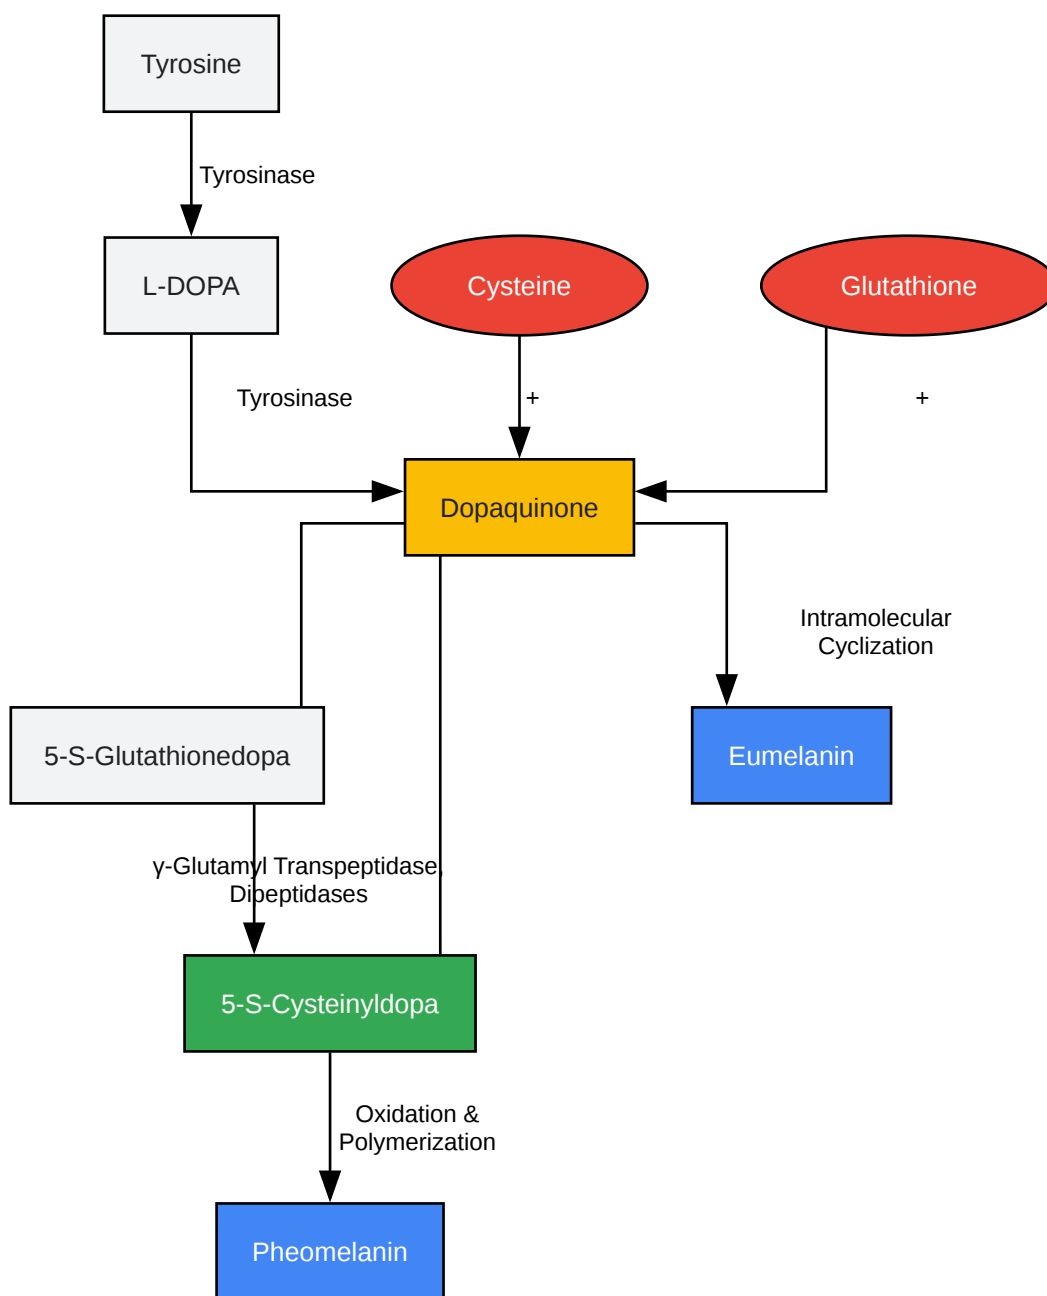 Tyrosine
Tyrosinase
L-DOPA
Cysteine
Glutathione
Tyrosinase
+
+
Dopaquinone
Intramolecular
Cyclization
5-S-Glutathionedopa
Eumelanin
γ-Glutamyl Transpeptidase,
Dipeptidases
5-S-Cysteinyldopa
Oxidation &
Polymerization
Pheomelanin